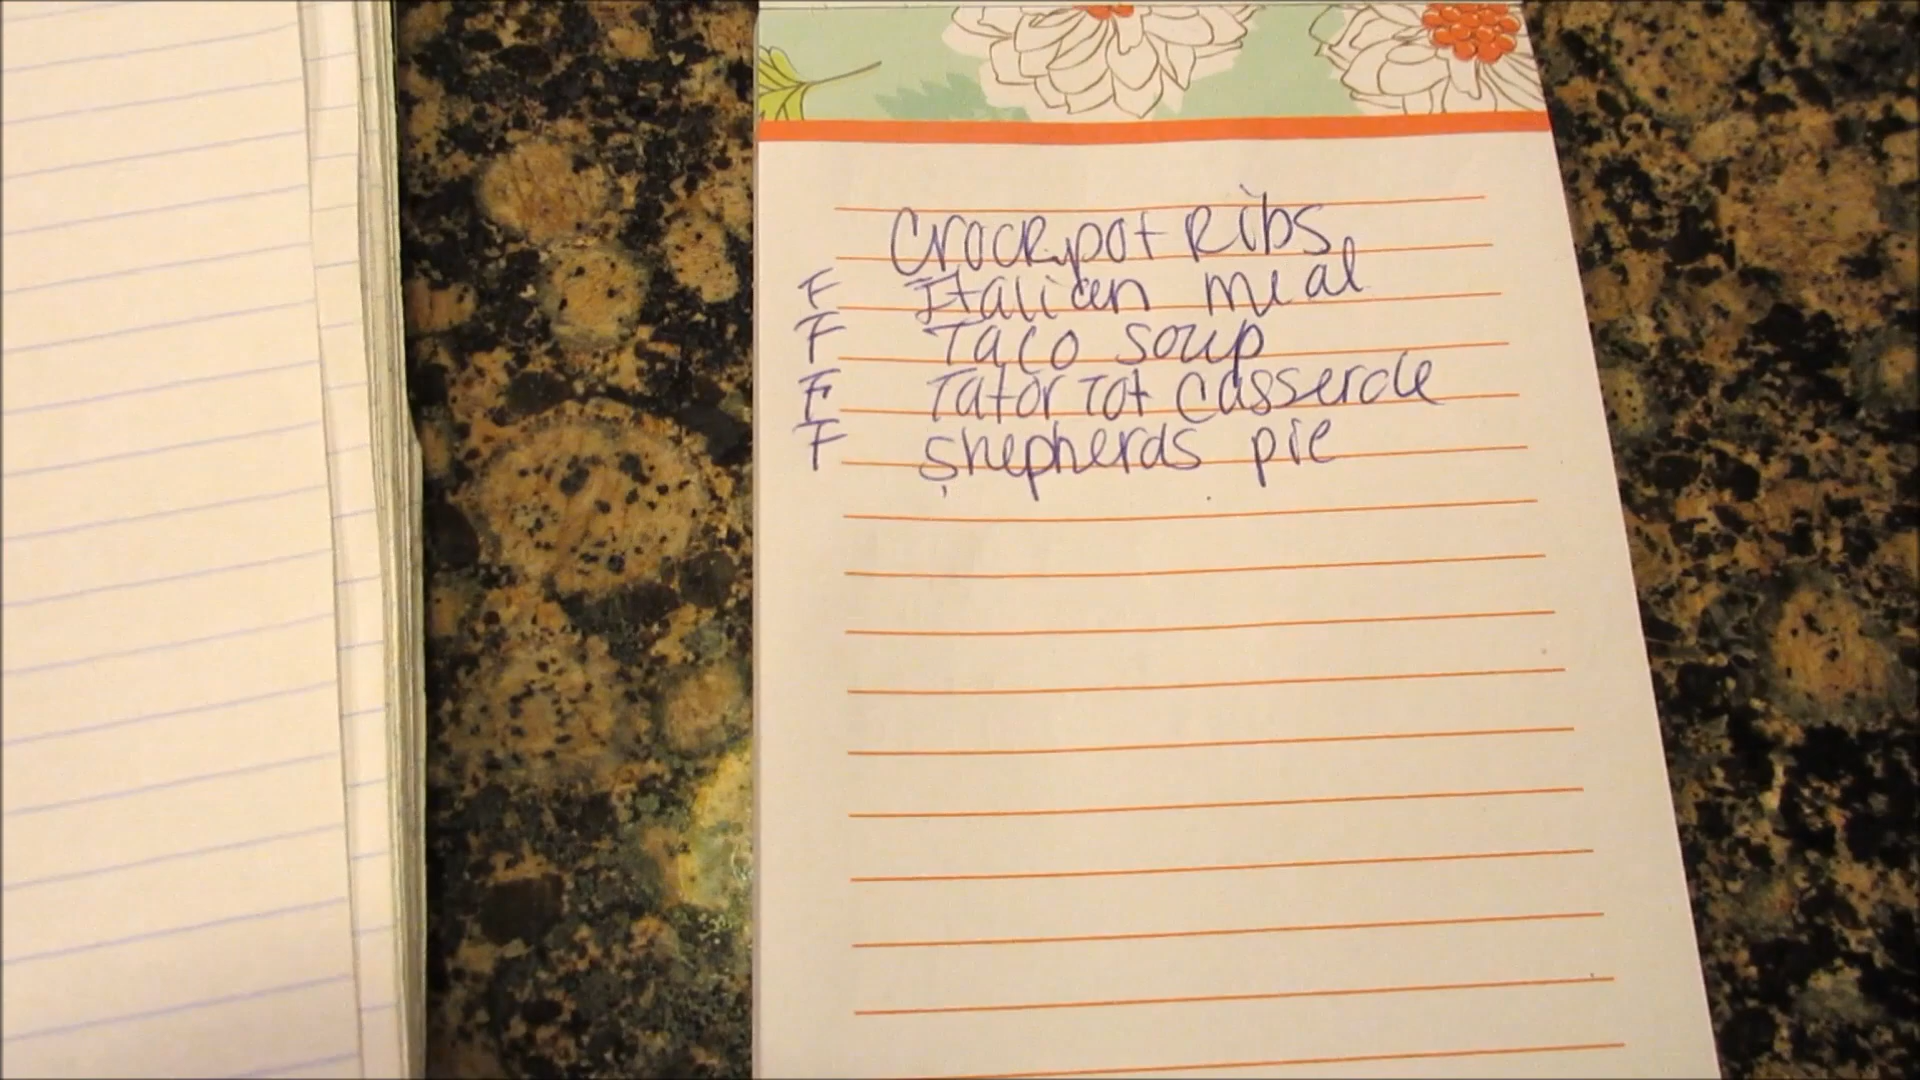 Crockpot Ribs
F Italian meal
F Taco soup
F Tator Tot casserole
F shepherds pie